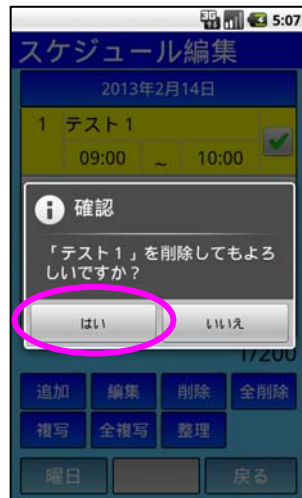 3G 5:07
スケジュール編集
2013年2月14日
1 テスト1
09:00 ~ 10:00
確認
「テスト1」を削除してもよろ
しいですか?
はい いいえ
1/200
追加 編集 削除 全削除
複写 全複写 整理
曜日 戻る